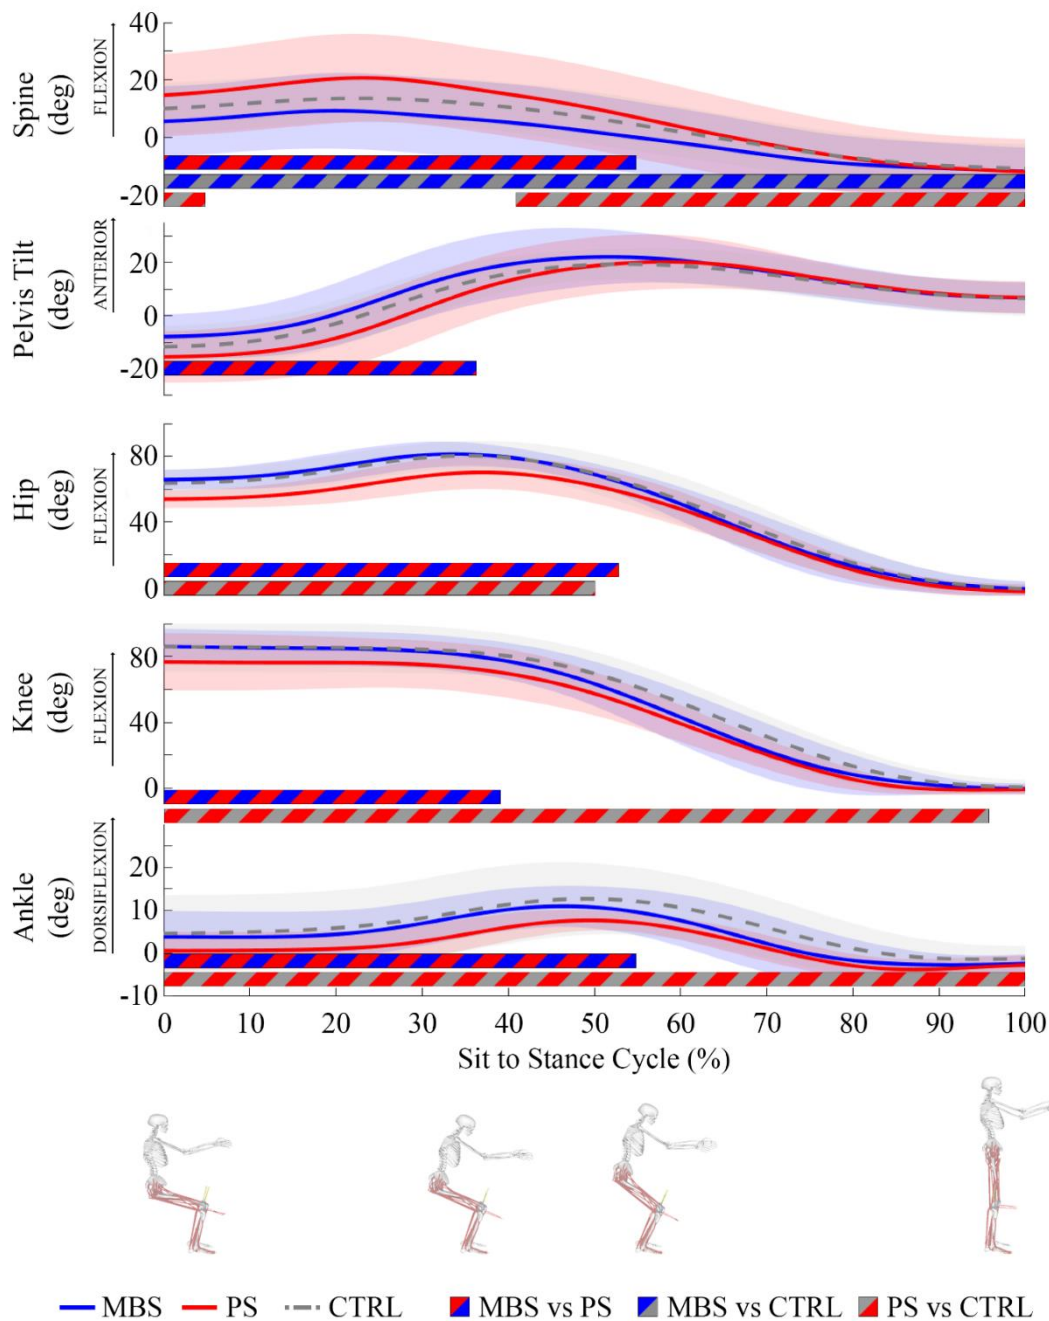 Spine
(deg)
FLEXION
40
20
0
-20
Pelvis Tilt
(deg)
ANTERIOR
20
0
-20
Hip
(deg)
FLEXION
80
40
0
Knee
(deg)
FLEXION
80
40
0
Ankle
(deg)
DORSIFLEXION
20
10
0
-10
0 10 20 30 40 50 60 70 80 90 100
Sit to Stance Cycle (%)
MBS PS CTRL MBS vs PS MBS vs CTRL PS vs CTRL